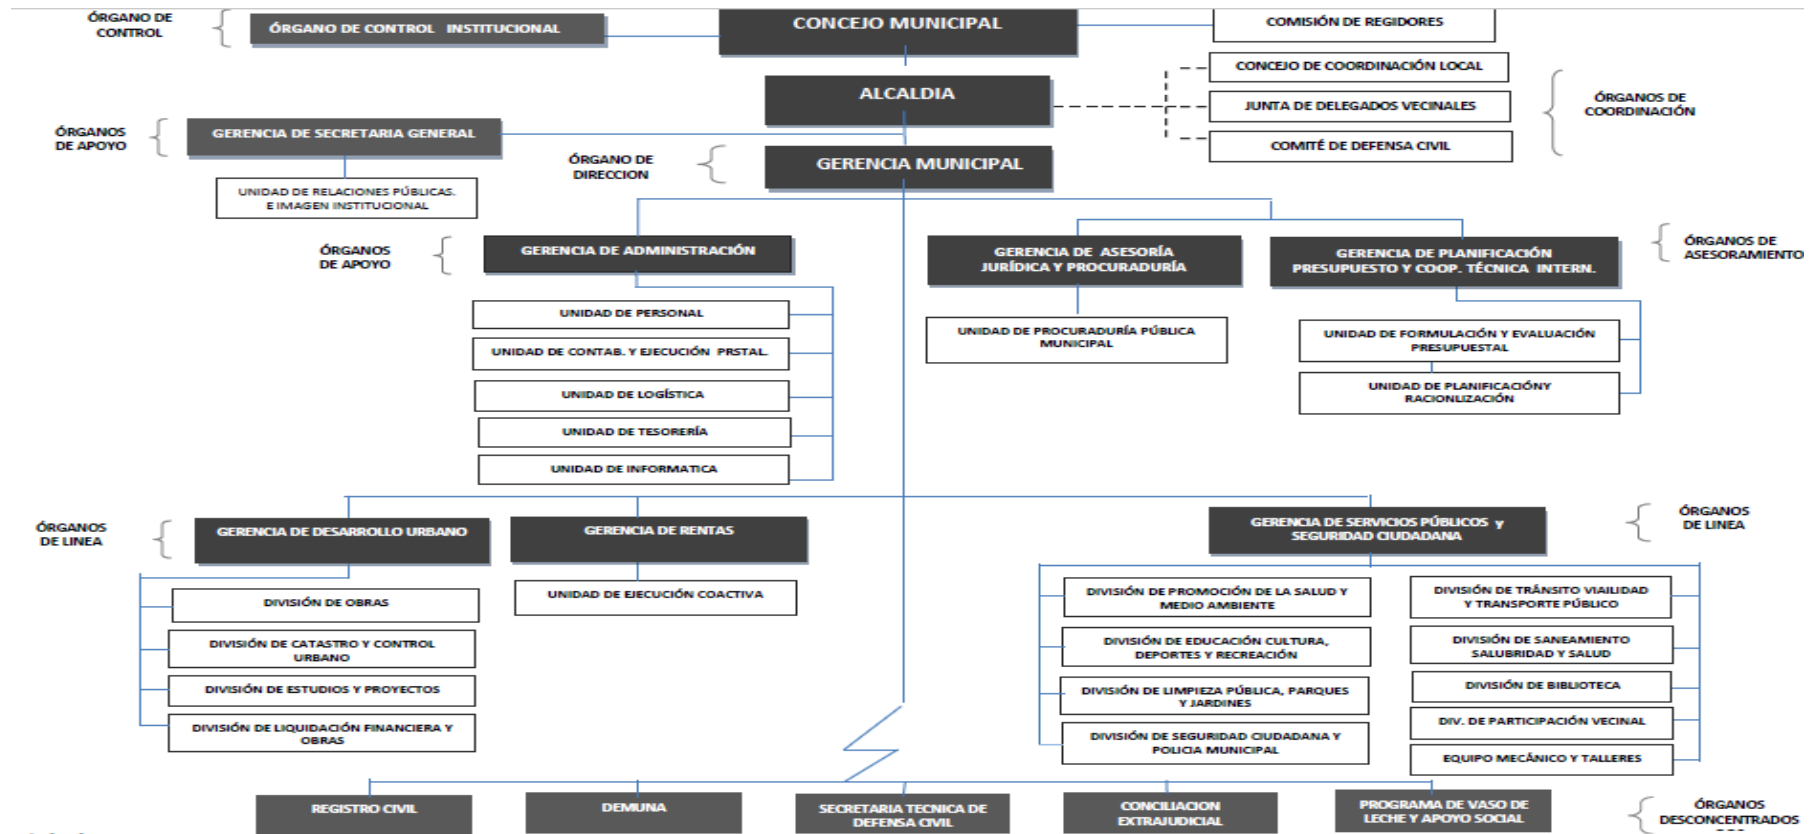 ÓRGANO DE
CONTROL
ÓRGANO DE CONTROL INSTITUCIONAL
CONCEJO MUNICIPAL
COMISIÓN DE REGIDORES
ALCALDIA
CONCEJO DE COORDINACIÓN LOCAL
JUNTA DE DELEGADOS VECINALES
COMITÉ DE DEFENSA CIVIL
ÓRGANOS DE
COORDINACIÓN
ÓRGANOS
DE APOYO
GERENCIA DE SECRETARIA GENERAL
UNIDAD DE RELACIONES PÚBLICAS.
E IMAGEN INSTITUCIONAL
ÓRGANO DE
DIRECCION
GERENCIA MUNICIPAL
ÓRGANOS
DE APOYO
GERENCIA DE ADMINISTRACIÓN
GERENCIA DE ASESORÍA
JURÍDICA Y PROCURADURÍA
GERENCIA DE PLANIFICACIÓN
PRESUPUESTO Y COOP. TÉCNICA INTERN.
ÓRGANOS DE
ASESORAMIENTO
UNIDAD DE PERSONAL
UNIDAD DE CONTAB. Y EJECUCIÓN PRSTAL.
UNIDAD DE LOGÍSTICA
UNIDAD DE TESORERÍA
UNIDAD DE INFORMATICA
UNIDAD DE PROCURADURÍA PÚBLICA
MUNICIPAL
UNIDAD DE FORMULACIÓN Y EVALUACIÓN
PRESUPUESTAL
UNIDAD DE PLANIFICACIÓNY
RACIONLIZACIÓN
ÓRGANOS
DE LINEA
GERENCIA DE DESARROLLO URBANO
GERENCIA DE RENTAS
GERENCIA DE SERVICIOS PÚBLICOS y
SEGURIDAD CIUDADANA
ÓRGANOS
DE LINEA
DIVISIÓN DE OBRAS
DIVISIÓN DE CATASTRO Y CONTROL
URBANO
DIVISIÓN DE ESTUDIOS Y PROYECTOS
DIVISIÓN DE LIQUIDACIÓN FINANCIERA Y
OBRAS
UNIDAD DE EJECUCIÓN COACTIVA
DIVISIÓN DE PROMOCIÓN DE LA SALUD Y
MEDIO AMBIENTE
DIVISIÓN DE EDUCACIÓN CULTURA,
DEPORTES Y RECREACIÓN
DIVISIÓN DE LIMPIEZA PÚBLICA, PARQUES
Y JARDINES
DIVISIÓN DE SEGURIDAD CIUDADANA Y
POLICIA MUNICIPAL
DIVISIÓN DE TRÁNSITO VIAILIDAD
Y TRANSPORTE PÚBLICO
DIVISIÓN DE SANEAMIENTO
SALUBRIDAD Y SALUD
DIVISIÓN DE BIBLIOTECA
DIV. DE PARTICIPACIÓN VECINAL
EQUIPO MECÁNICO Y TALLERES
REGISTRO CIVIL
DEMUNA
SECRETARIA TECNICA DE
DEFENSA CIVIL
CONCILIACION
EXTRAJUDICIAL
PROGRAMA DE VASO DE
LECHE Y APOYO SOCIAL
ÓRGANOS
DESCONCENTRADOS